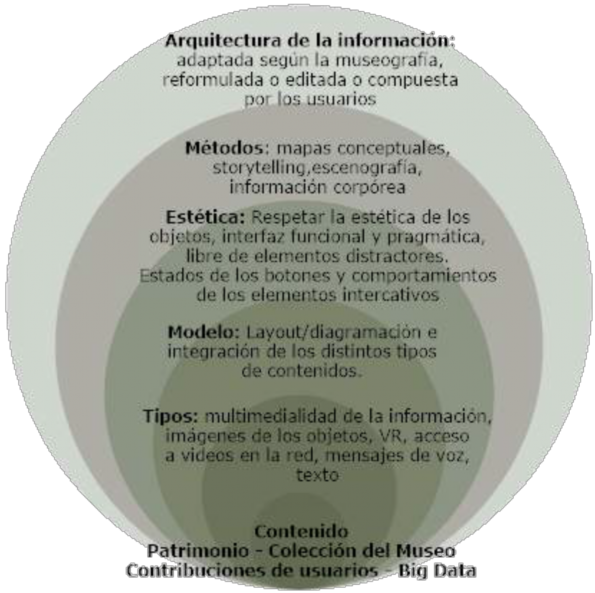 Arquitectura de la información:
adaptada según la museografía,
reformulada o editada o compuesta
por los usuarios
Métodos: mapas conceptuales,
storytelling,escenografía,
información corpórea
Estética: Respetar la estética de los
objetos, interfaz funcional y pragmática,
libre de elementos distractores.
Estados de los botones y comportamientos
de los elementos intercativos
Modelo: Layout/diagramación e
integración de los distintos tipos
de contenidos.
Tipos: multimedialidad de la información,
imágenes de los objetos, VR, acceso
a videos en la red, mensajes de voz,
texto
Contenido
Patrimonio - Colección del Museo
Contribuciones de usuarios - Big Data